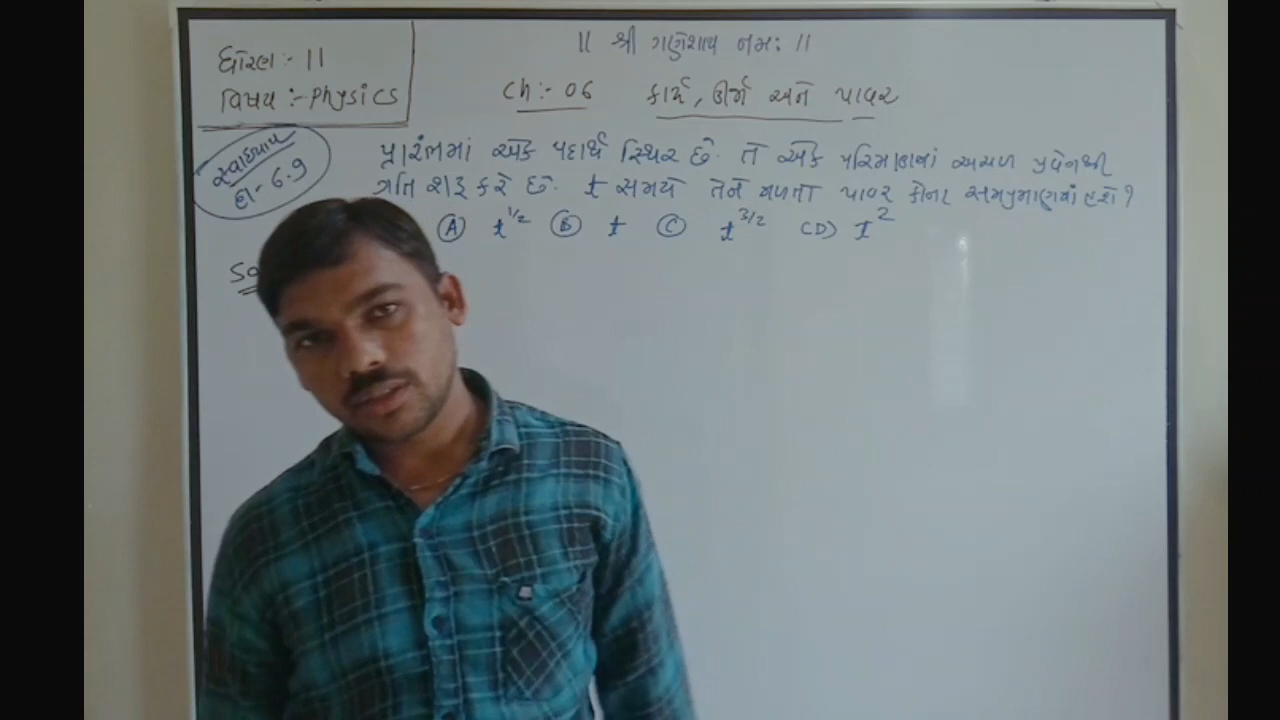 ધોરણ :- 11
વિષય :- Physics
|| શ્રી ગણેશાય નમઃ ||
Ch :- 06 કાર્ય, ઊર્જા અને પાવર
સ્વાધ્યાય
દા - 6.9
પ્રારંભમાં એક પદાર્થ સ્થિર છે. તે એક પરિમાણમાં અચળ પ્રવેગથી
ગતિ શરૂ કરે છે. t સમયે તેને મળતો પાવર કોના સમપ્રમાણમાં હશે ?
(A) t^1/2 (B) t (C) t^3/2 (D) t^2